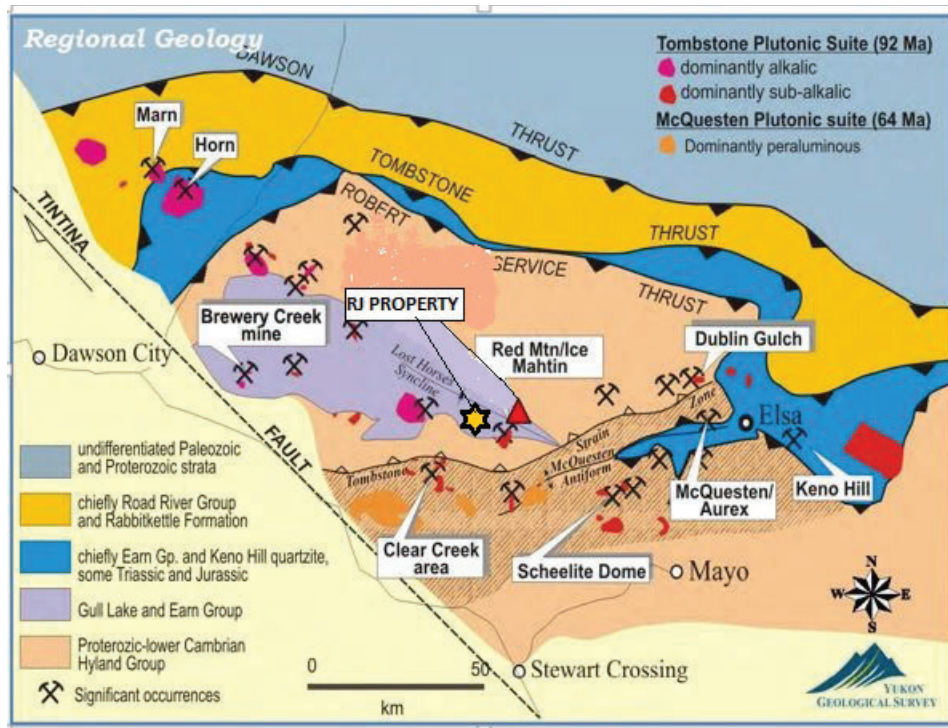 Regional Geology
DAWSON
THRUST
Tombstone Plutonic Suite (92 Ma)
dominantly alkalic
dominantly sub-alkalic
McQuesten Plutonic suite (64 Ma)
Dominantly peraluminous
Marn
Horn
TOMBSTONE
THRUST
ROBERT
SERVICE
THRUST
TINTINA
FAULT
RJ PROPERTY
Brewery Creek
mine
Red Mtn/Ice
Mahtin
Dublin Gulch
Dawson City
Lost Horses
Syncline
Elsa
Tombstone
Strain
Zone
McQuesten
Antiform
McQuesten/
Aurex
Keno Hill
Clear Creek
area
Scheelite Dome
Mayo
Stewart Crossing
undifferentiated Paleozoic
and Proterozoic strata
chiefly Road River Group
and Rabbitkettle Formation
chiefly Earn Gp. and Keno Hill quartzite,
some Triassic and Jurassic
Gull Lake and Earn Group
Proterozic-lower Cambrian
Hyland Group
Significant occurrences
0 50
km
N
W E
S
YUKON
GEOLOGICAL SURVEY